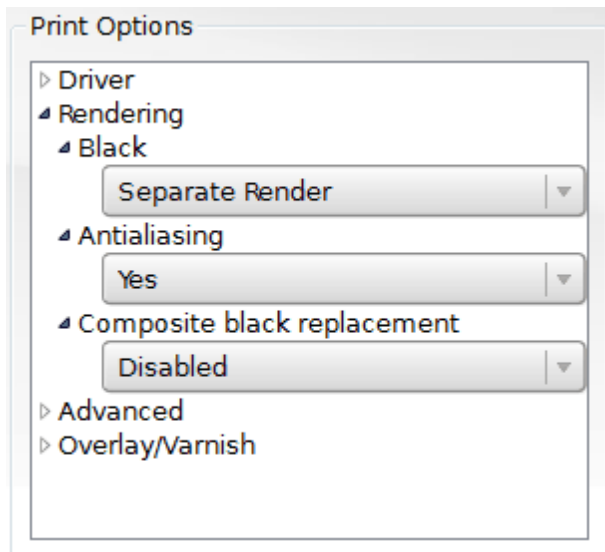 Print Options
Driver
Rendering
Black
Separate Render
Antialiasing
Yes
Composite black replacement
Disabled
Advanced
Overlay/Varnish